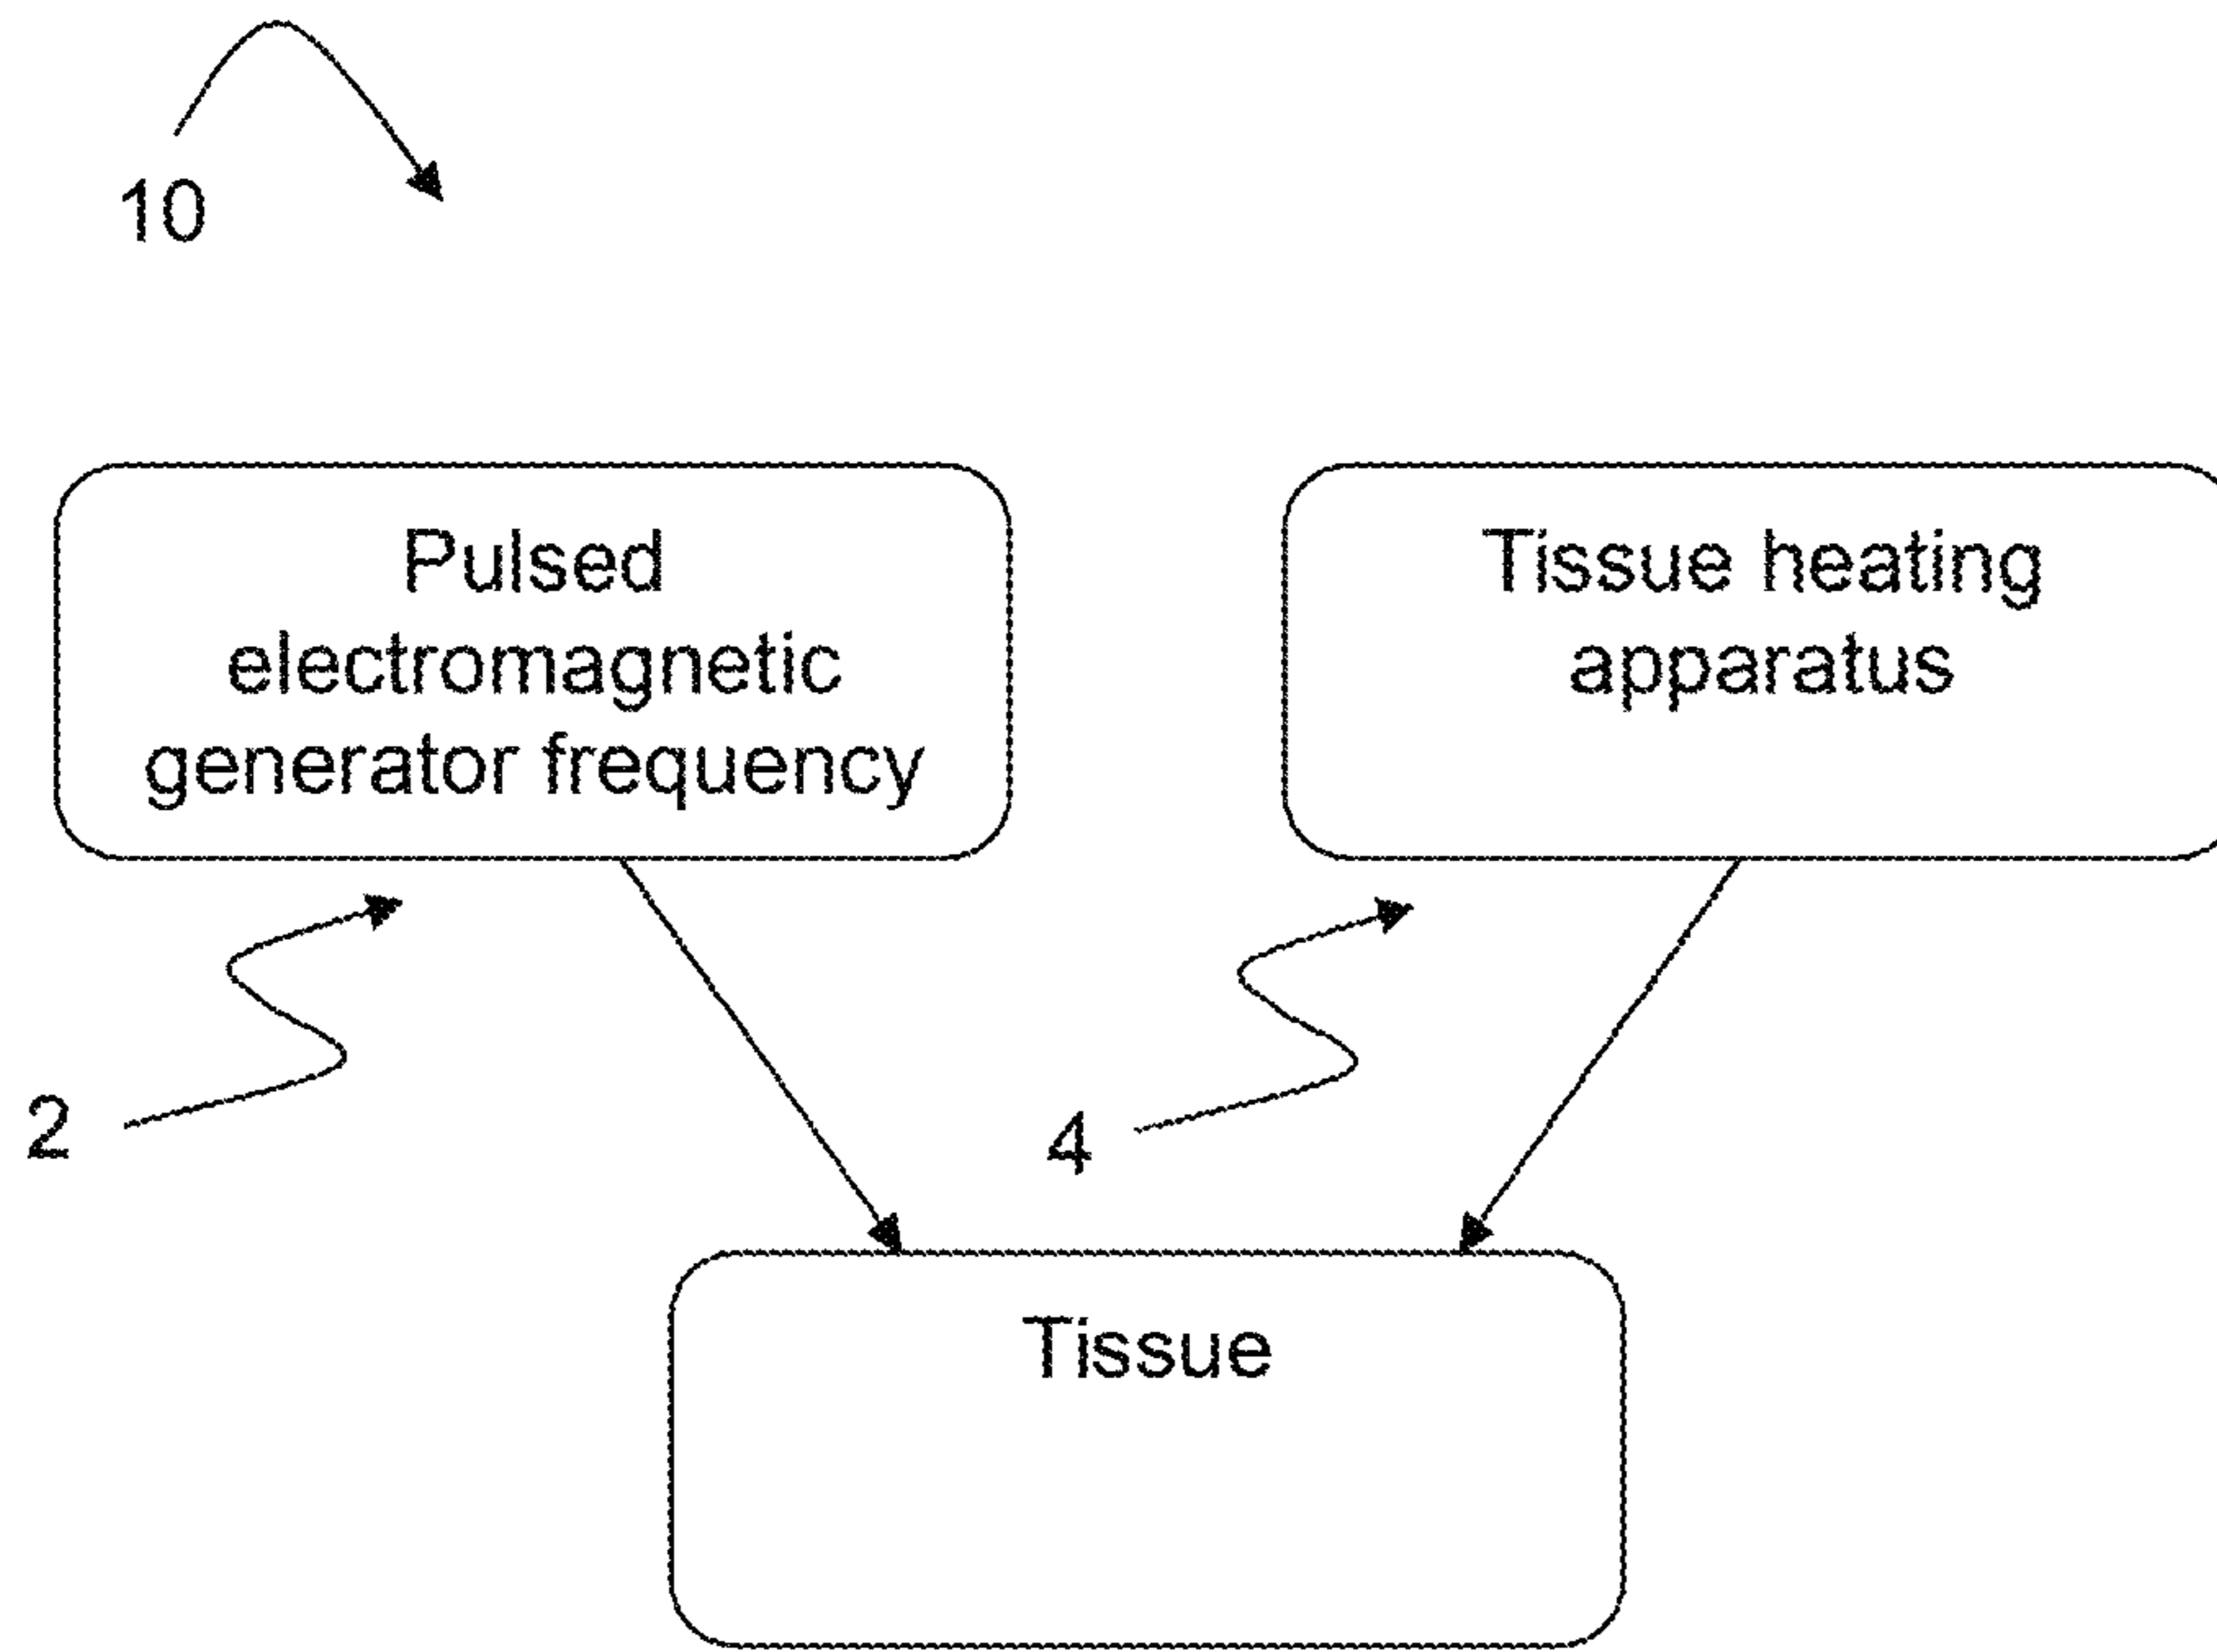 10
Pulsed
electromagnetic
generator frequency
Tissue heating
apparatus
2
4
Tissue